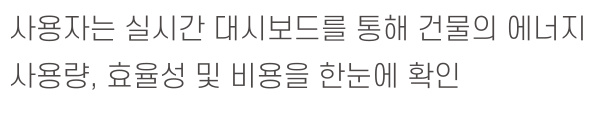 사용자는 실시간 대시보드를 통해 건물의 에너지
사용량, 효율성 및 비용을 한눈에 확인